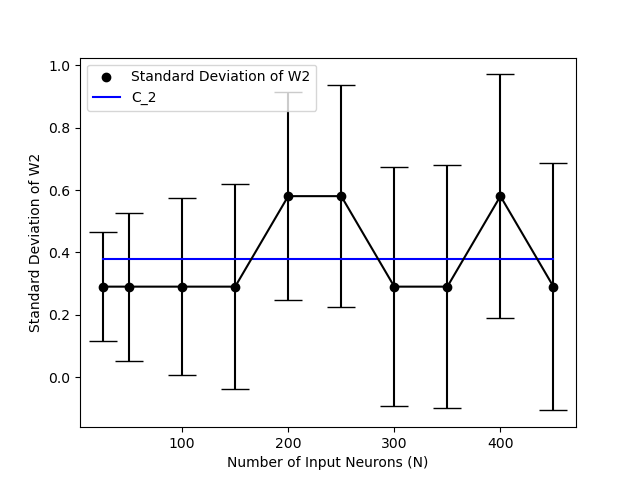 Standard Deviation of W2
C_2
1.0
0.8
0.6
0.4
0.2
0.0
Standard Deviation of W2
100
200
300
400
Number of Input Neurons (N)